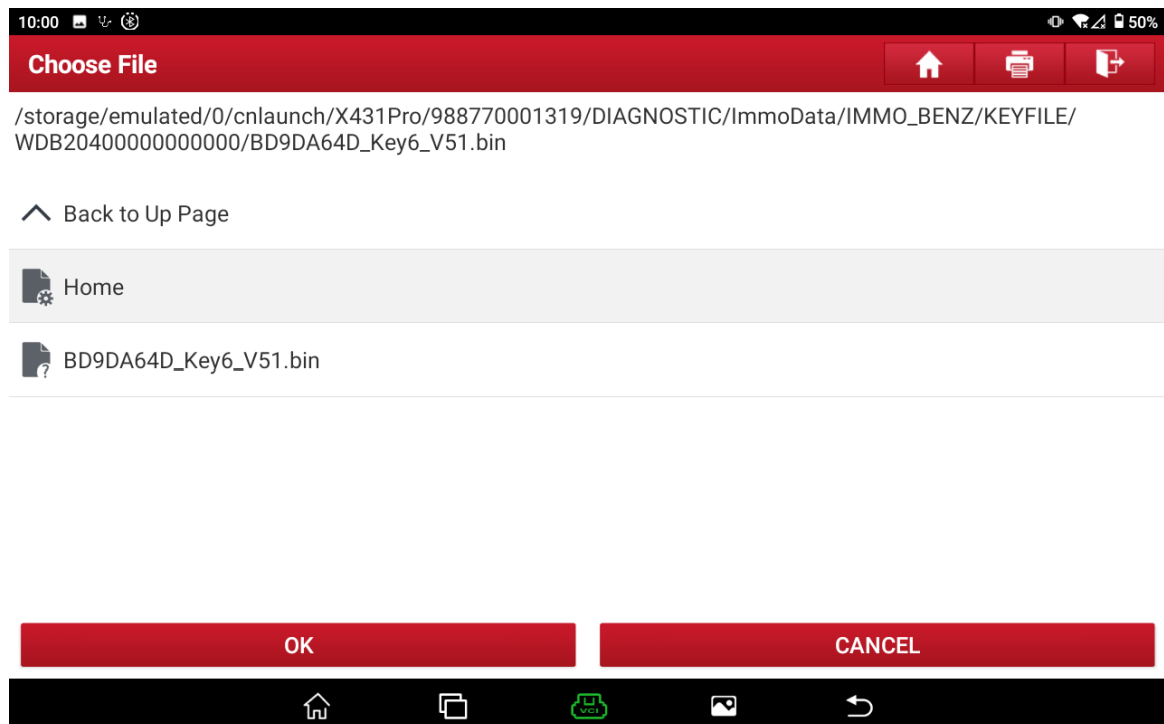 10:00 50%
Choose File
/storage/emulated/0/cnlaunch/X431Pro/988770001319/DIAGNOSTIC/ImmoData/IMMO_BENZ/KEYFILE/
WDB20400000000000/BD9DA64D_Key6_V51.bin
Back to Up Page
Home
BD9DA64D_Key6_V51.bin
OK CANCEL
VCI